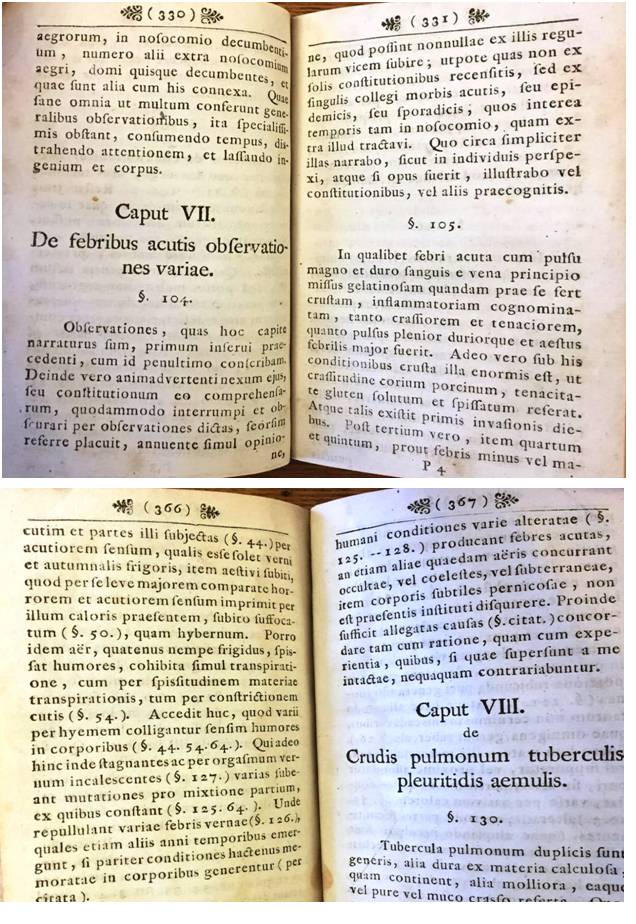 (330)
aegrorum, in noſocomio decumbenti-
um, numero alii extra noſocomium
aegri, domi quisque decumbentes, et
quae ſunt alia cum his connexa. Quae
ſane omnia ut multum conferunt gene-
ralibus obſervationibus, ita ſpecialiſſi-
mis obſtant, conſumendo tempus, diſ-
trahendo attentionem, et laſſando in-
genium et corpus.
Caput VII.
De febribus acutis obſervatio-
nes variae.
§. 104.
Obſervationes, quas hoc capite
narraturus ſum, primum inſerui prae-
cedenti, cum id penultimo conſcribam.
Deinde vero animadvertenti nexum ejus,
ſeu conſtitutionum eo comprehenſa-
rum, quodammodo interrumpi et ob-
ſcurari per obſervationes dictas, ſeorſim
referre placuit, annuente ſimul opinio-
ne,
(331)
ne, quod poſſint nonnullae ex illis regu-
larum vicem ſubire; utpote quas non ex
ſolis conſtitutionibus recenſitis, ſed ex
ſingulis collegi morbis acutis, ſeu epi-
demicis, ſeu ſporadicis, quos interea
temporis tam in noſocomio, quam ex-
tra illud tractavi. Quo circa ſimpliciter
illas narrabo, ſicut in individuis perſpe-
xi, atque ſi opus fuerit, illuſtrabo vel
conſtitutionibus, vel aliis praecognitis.
§. 105.
In qualibet febri acuta cum pulſu
magno et duro ſanguis e vena principio
miſſus gelatinoſam quandam prae ſe fert
cruſtam, inflammatoriam cognomina-
tam, tanto craſſiorem et tenaciorem,
quanto pulſus plenior duriorque et aeſtus
febrilis major fuerit. Adeo vero ſub his
conditionibus cruſta illa enormis eſt, ut
craſſitudine corium porcinum, tenacita-
te gluten ſolutum et ſpiſſatum referat.
Atque talis exiſtit primis invaſionis die-
bus. Poſt tertium vero, item quartum
et quintum, prout febris minus vel ma-
P 4
(366)
cutim et partes illi ſubjectas (§. 44.) per
acutiorem ſenſum, qualis eſſe ſolet verni
et autumnalis frigoris, item aeſtivi ſubiti,
quod per ſe leve majorem comparate hor-
rorem et acutiorem ſenſum imprimit per
illum caloris praeſentem, ſubito ſuffoca-
tum (§. 50.), quam hybernum. Porro
idem aër, quatenus nempe frigidus, ſpiſ-
ſat humores, cohibita ſimul tranſpirati-
one, cum per ſpiſſitudinem materiae
tranſpirationis, tum per conſtrictionem
cutis (§. 54.). Accedit huc, quod varii
per hyemem colligantur ſenſim humores
in corporibus (§. 44. 54. 64.). Qui adeo
hinc inde ſtagnantes ac per orgaſmum ver-
num incaleſcentes (§. 127.) varias ſube-
ant mutationes pro mixtione partium,
ex quibus conſtant (§. 125. 64.). Unde
repullulant variae febris vernae (§. 126.),
quales etiam aliis anni temporibus emer-
gunt, ſi pariter conditiones hactenus me-
moratae in corporibus generentur (per
citata).
(367)
humani conditiones varie alteratae (§.
125. -- 128.) producant febres acutas,
an etiam aliae quaedam aëris concurrant
occultae, vel coeleſtes, vel ſubterraneae,
item corporis ſubtiles pernicioſae, non
eſt praeſentis inſtituti disquirere. Proinde
ſufficit allegatas cauſas (§. citat.) concor-
dare tam cum ratione, quam cum expe-
rientia, quibus, ſi quae ſuperſunt a me
intactae, nequaquam contrariabuntur.
Caput VIII.
de
Crudis pulmonum tuberculis
pleuritidis aemulis.
§. 130.
Tubercula pulmonum duplicis ſunt
generis, alia dura ex materia calculoſa,
quam continent, alia molliora, eaque
vel pure vel muco craſſo